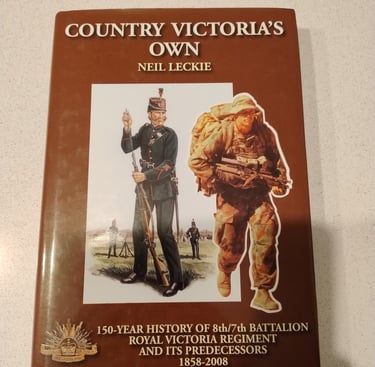 COUNTRY VICTORIA'S
OWN
NEIL LECKIE
150-YEAR HISTORY OF 8th/7th BATTALION
ROYAL VICTORIA REGIMENT
AND ITS PREDECESSORS
1858-2008